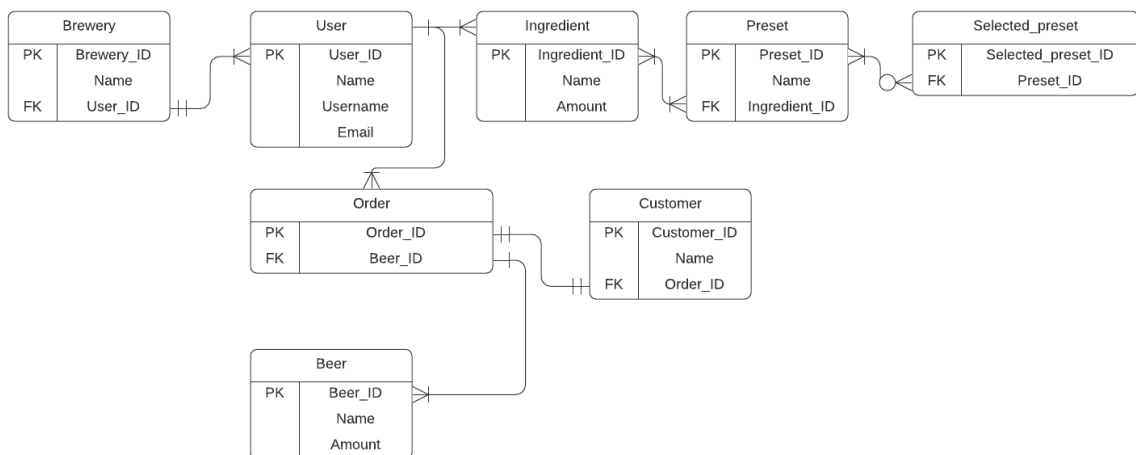 Brewery
PK Brewery_ID
Name
FK User_ID
User
PK User_ID
Name
Username
Email
Ingredient
PK Ingredient_ID
Name
Amount
Preset
PK Preset_ID
Name
FK Ingredient_ID
Selected_preset
PK Selected_preset_ID
FK Preset_ID
Order
PK Order_ID
FK Beer_ID
Customer
PK Customer_ID
Name
FK Order_ID
Beer
PK Beer_ID
Name
Amount